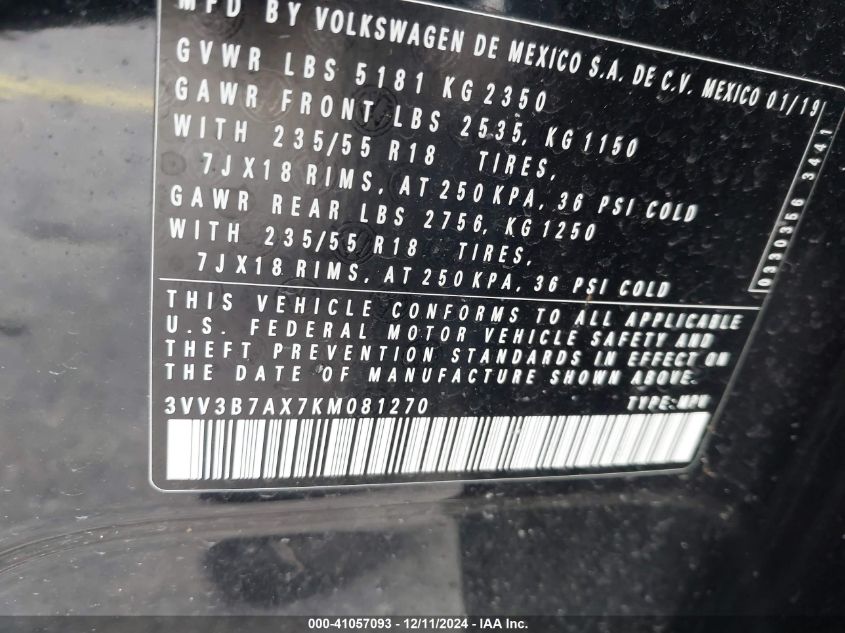 MFD BY VOLKSWAGEN DE MEXICO S.A. DE C.V. MEXICO 01/19
GVWR LBS 5181 KG 2350
GAWR FRONT LBS 2535, KG 1150
WITH 235/55 R18 TIRES,
7JX18 RIMS, AT 250 KPA, 36 PSI COLD
GAWR REAR LBS 2756, KG 1250
WITH 235/55 R18 TIRES,
7JX18 RIMS, AT 250 KPA, 36 PSI COLD
0330356 3441
THIS VEHICLE CONFORMS TO ALL APPLICABLE
U.S. FEDERAL MOTOR VEHICLE SAFETY AND
THEFT PREVENTION STANDARDS IN EFFECT ON
THE DATE OF MANUFACTURE SHOWN ABOVE.
3VV3B7AX7KM081270 TYPE: MPV
000-41057093 - 12/11/2024 - IAA Inc.